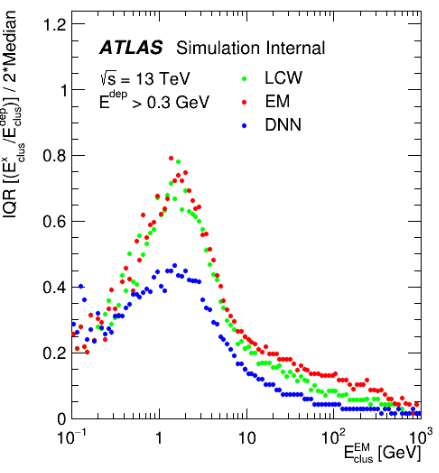 IQR [(E^x_clus/E^dep_clus)] / 2*Median
1.2
1
0.8
0.6
0.4
0.2
0
ATLAS Simulation Internal
√s = 13 TeV
E^dep > 0.3 GeV
LCW
EM
DNN
10^−1 1 10 10^2 10^3
E^EM_clus [GeV]